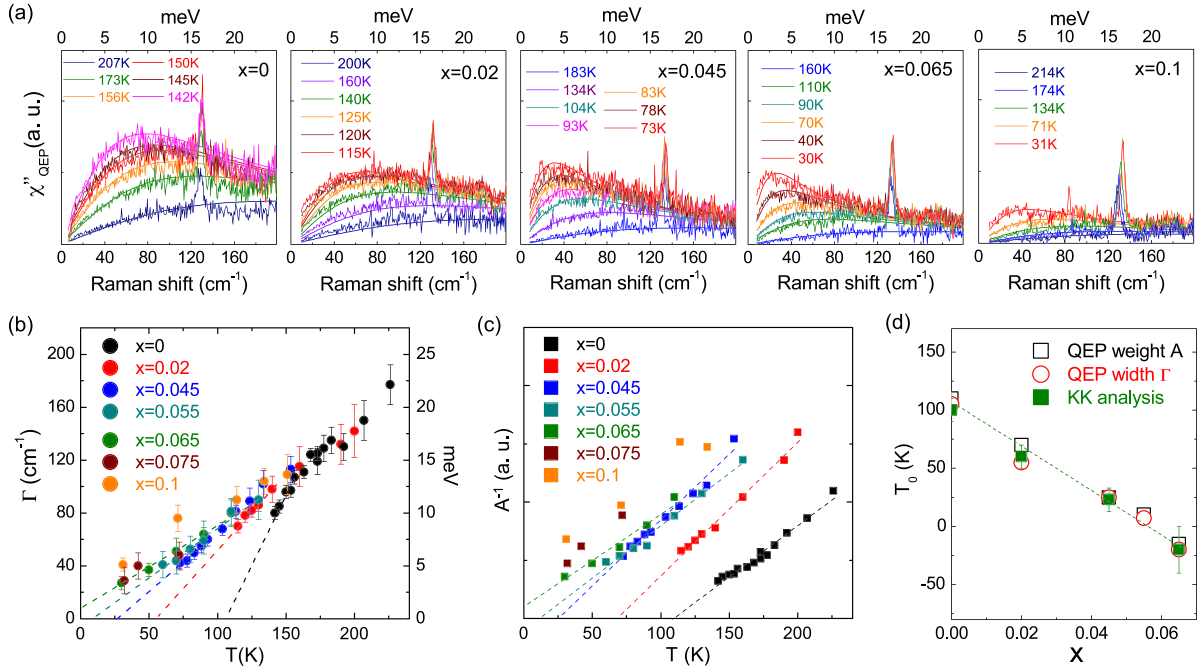 (a)
meV
meV
meV
meV
meV
0 5 10 15 20
0 5 10 15 20
0 5 10 15 20
0 5 10 15 20
0 5 10 15 20
χ''QEP(a. u.)
x=0
207K 150K
173K 145K
156K 142K
x=0.02
200K
160K
140K
125K
120K
115K
x=0.045
183K 83K
134K 78K
104K 73K
93K
x=0.065
160K
110K
90K
70K
40K
30K
x=0.1
214K
174K
134K
71K
31K
0 40 80 120 160
0 40 80 120 160
0 40 80 120 160
0 40 80 120 160
0 40 80 120 160
Raman shift (cm⁻¹)
Raman shift (cm⁻¹)
Raman shift (cm⁻¹)
Raman shift (cm⁻¹)
Raman shift (cm⁻¹)
(b)
Γ (cm⁻¹)
200
160
120
80
40
0
x=0
x=0.02
x=0.045
x=0.055
x=0.065
x=0.075
x=0.1
25
20
15
10
5
0
meV
0 50 100 150 200
T(K)
(c)
A⁻¹ (a. u.)
x=0
x=0.02
x=0.045
x=0.055
x=0.065
x=0.075
x=0.1
0 50 100 150 200
T (K)
(d)
T₀ (K)
150
100
50
0
-50
QEP weight A
QEP width Γ
KK analysis
0.00 0.02 0.04 0.06
X